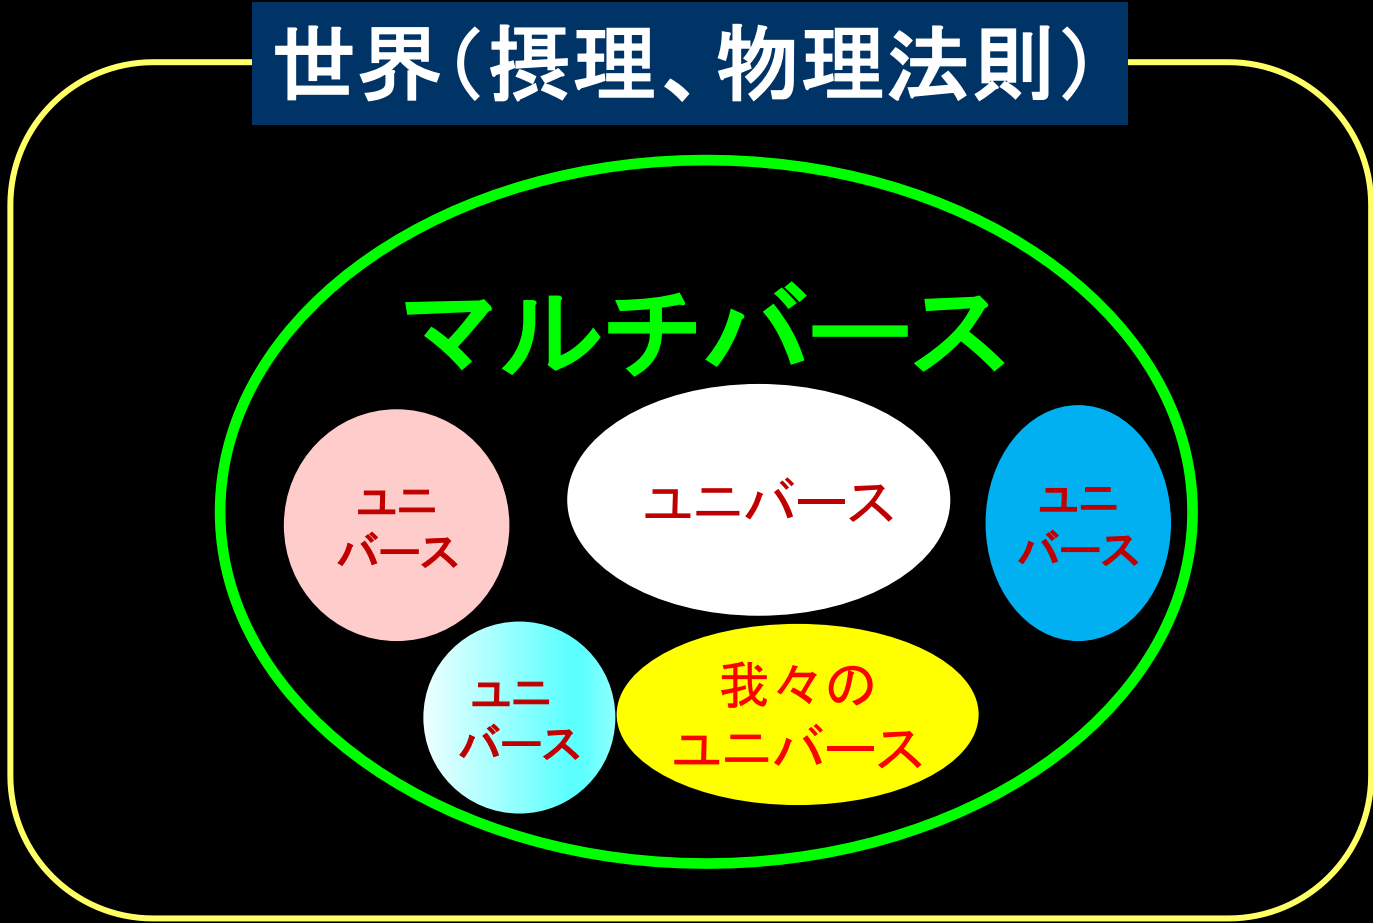 世界（摂理、物理法則）
マルチバース
ユニ
バース
ユニバース
ユニ
バース
ユニ
バース
我々の
ユニバース